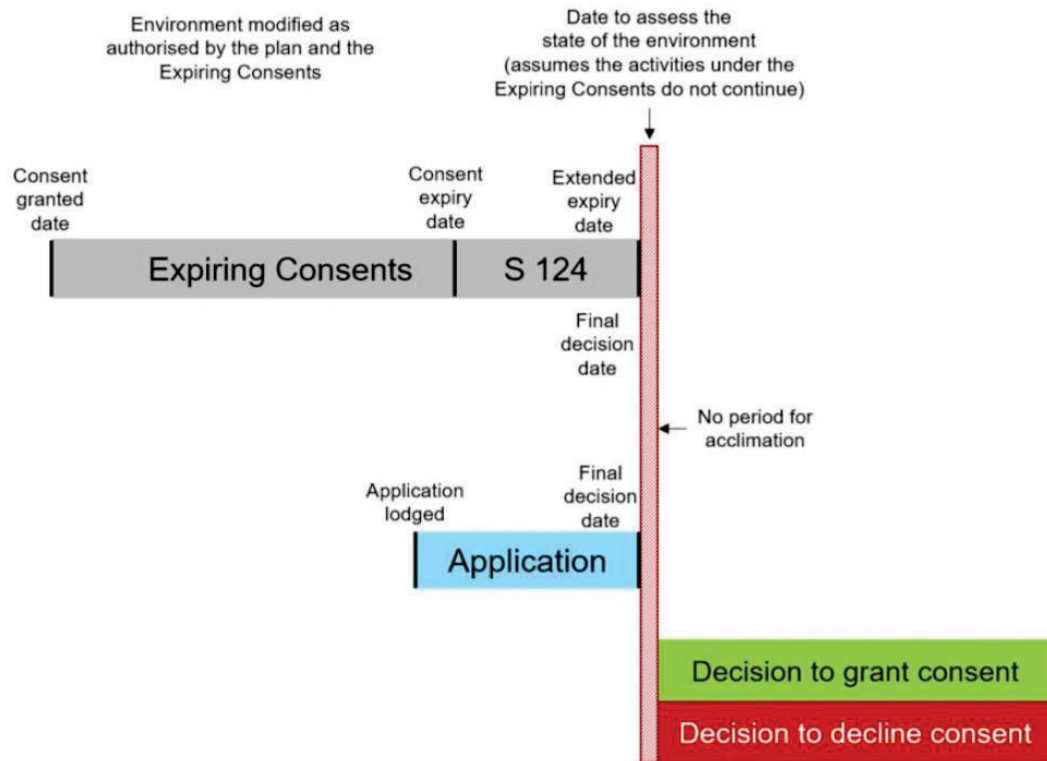 Environment modified as
authorised by the plan and the
Expiring Consents
Date to assess the
state of the environment
(assumes the activities under the
Expiring Consents do not continue)
Consent
granted
date
Consent
expiry
date
Extended
expiry
date
Expiring Consents
S 124
Final
decision
date
No period for
acclimation
Application
lodged
Final
decision
date
Application
Decision to grant consent
Decision to decline consent